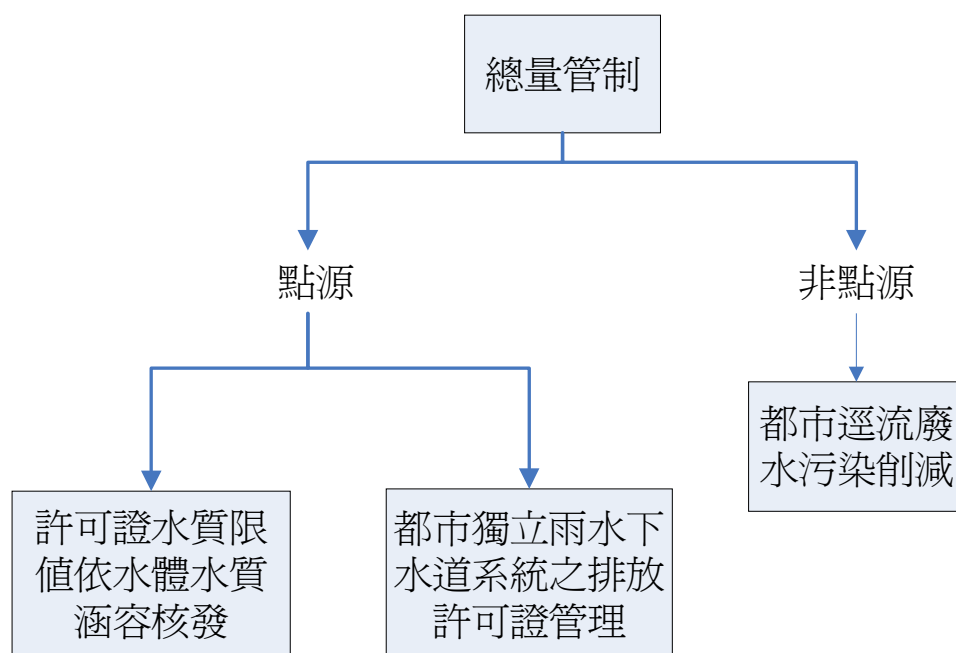 總量管制
點源
非點源
都市逕流廢
水污染削減
許可證水質限
值依水體水質
涵容核發
都市獨立雨水下
水道系統之排放
許可證管理